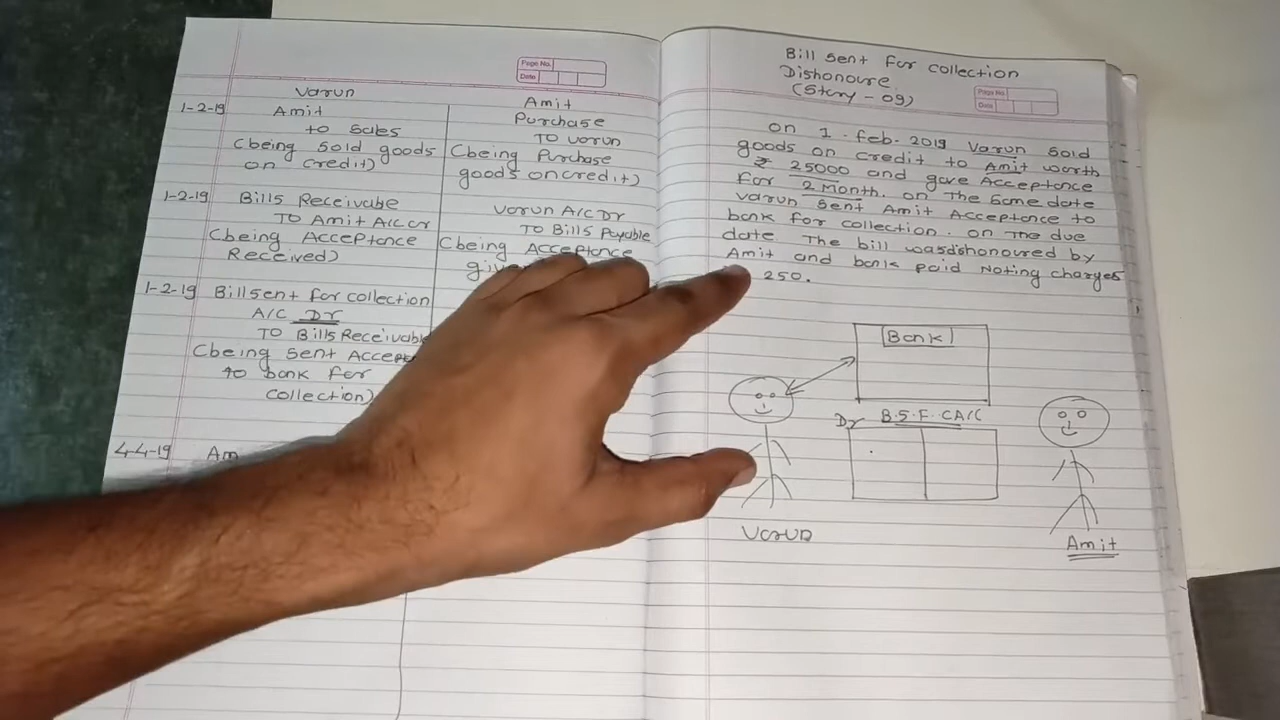 Varun
Amit
1-2-19 Amit
to Sales
(being Sold goods
on credit)
Purchase
TO varun
(being Purchase
goods on credit)
1-2-19 Bills Receivabe
TO Amit A/C cr
(being Acceptance
Received)
varun A/C Dr
TO Bills Payable
(being Acceptance
1-2-19 Bill sent for collection
A/C Dr
TO Bills Receivable
(being sent
to bank for
collection)
4-4-19
Page No.
Date
Bill sent for collection
Dishonoure
(Story - 09)
Page No
Date
on 1. Feb. 2019 Varun sold
goods on credit to Amit worth
₹ 25000 and gave Acceptance
For 2 Month. on The same date
varun sent Amit Acceptance to
bank for collection. on The due
date The bill was dishonoured by
Amit and bank paid Noting charges
250.
Bank
Dr B.S.F.C A/C
Varun
Amit